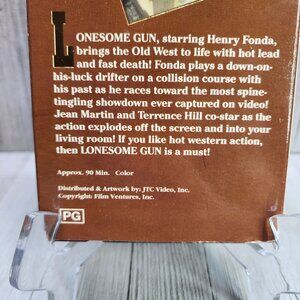 LONESOME GUN, starring Henry Fonda,
brings the Old West to life with hot lead
and fast death! Fonda plays a down-on-
his-luck drifter on a collision course with
his past as he races toward the most spine-
tingling showdown ever captured on video!
Jean Martin and Terrence Hill co-star as the
action explodes off the screen and into your
living room! If you like hot western action,
then LONESOME GUN is a must!
Approx. 90 Min. Color
Distributed & Artwork by: JTC Video, Inc.
Copyright: Film Ventures, Inc.
PG